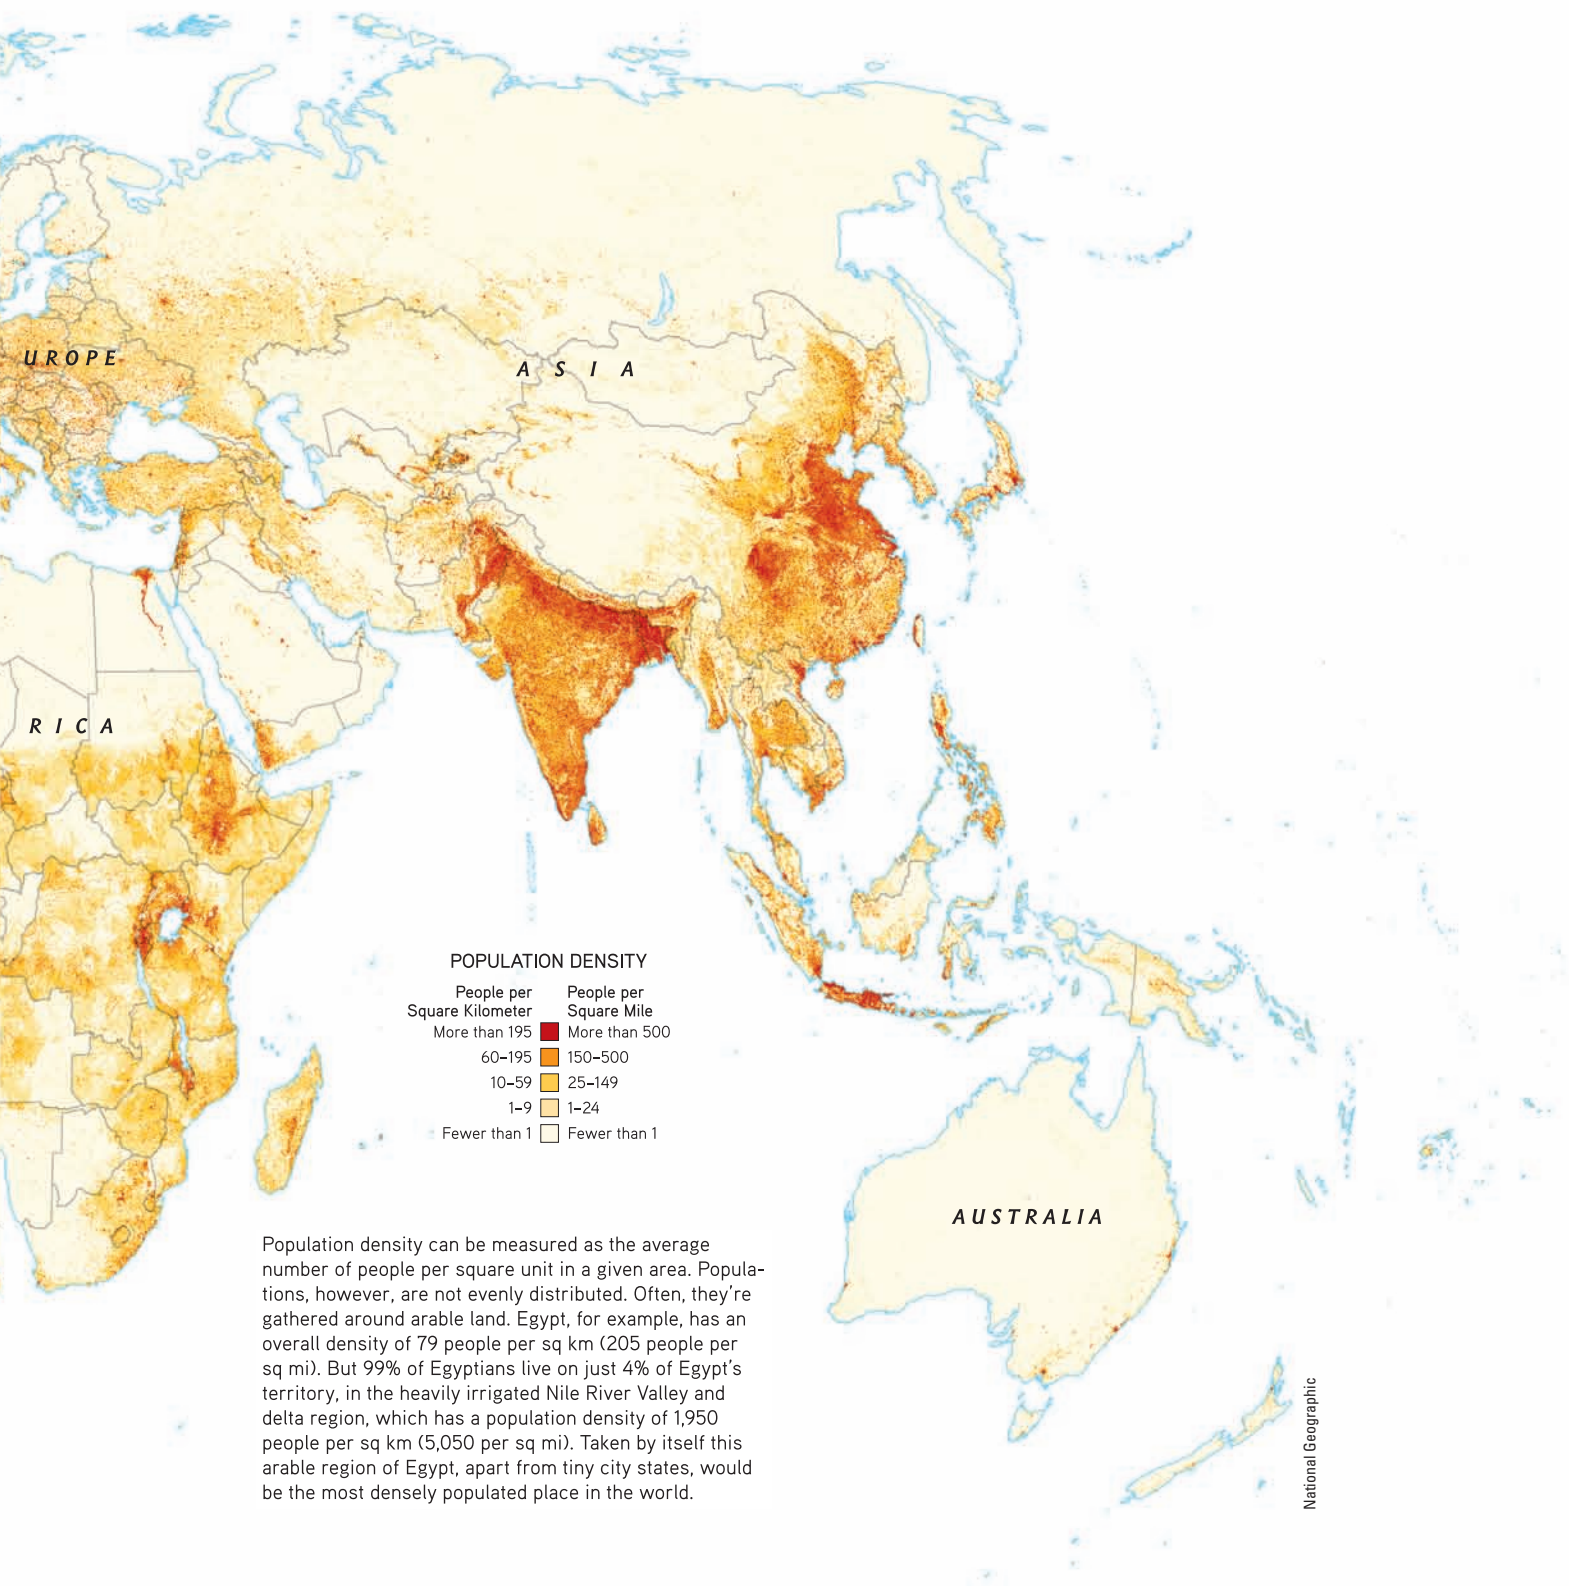 UROPE
ASIA
RICA
POPULATION DENSITY
People per Square Kilometer People per Square Mile
More than 195 More than 500
60–195 150–500
10–59 25–149
1–9 1–24
Fewer than 1 Fewer than 1
AUSTRALIA
Population density can be measured as the average
number of people per square unit in a given area. Popula-
tions, however, are not evenly distributed. Often, they're
gathered around arable land. Egypt, for example, has an
overall density of 79 people per sq km (205 people per
sq mi). But 99% of Egyptians live on just 4% of Egypt's
territory, in the heavily irrigated Nile River Valley and
delta region, which has a population density of 1,950
people per sq km (5,050 per sq mi). Taken by itself this
arable region of Egypt, apart from tiny city states, would
be the most densely populated place in the world.
National Geographic